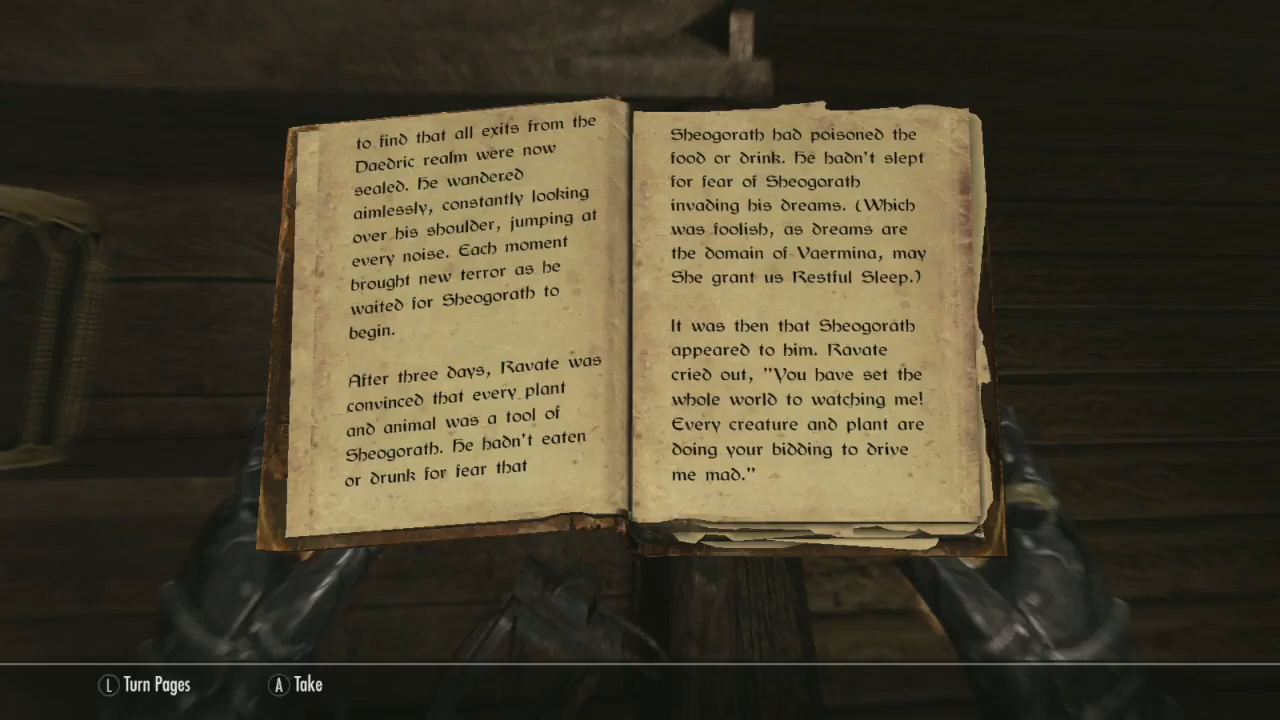 to find that all exits from the
Daedric realm were now
sealed. He wandered
aimlessly, constantly looking
over his shoulder, jumping at
every noise. Each moment
brought new terror as he
waited for Sheogorath to
begin.
After three days, Ravate was
convinced that every plant
and animal was a tool of
Sheogorath. He hadn't eaten
or drunk for fear that
Sheogorath had poisoned the
food or drink. He hadn't slept
for fear of Sheogorath
invading his dreams. (Which
was foolish, as dreams are
the domain of Vaermina, may
She grant us Restful Sleep.)
It was then that Sheogorath
appeared to him. Ravate
cried out, "You have set the
whole world to watching me!
Every creature and plant are
doing your bidding to drive
me mad."
L Turn Pages
A Take